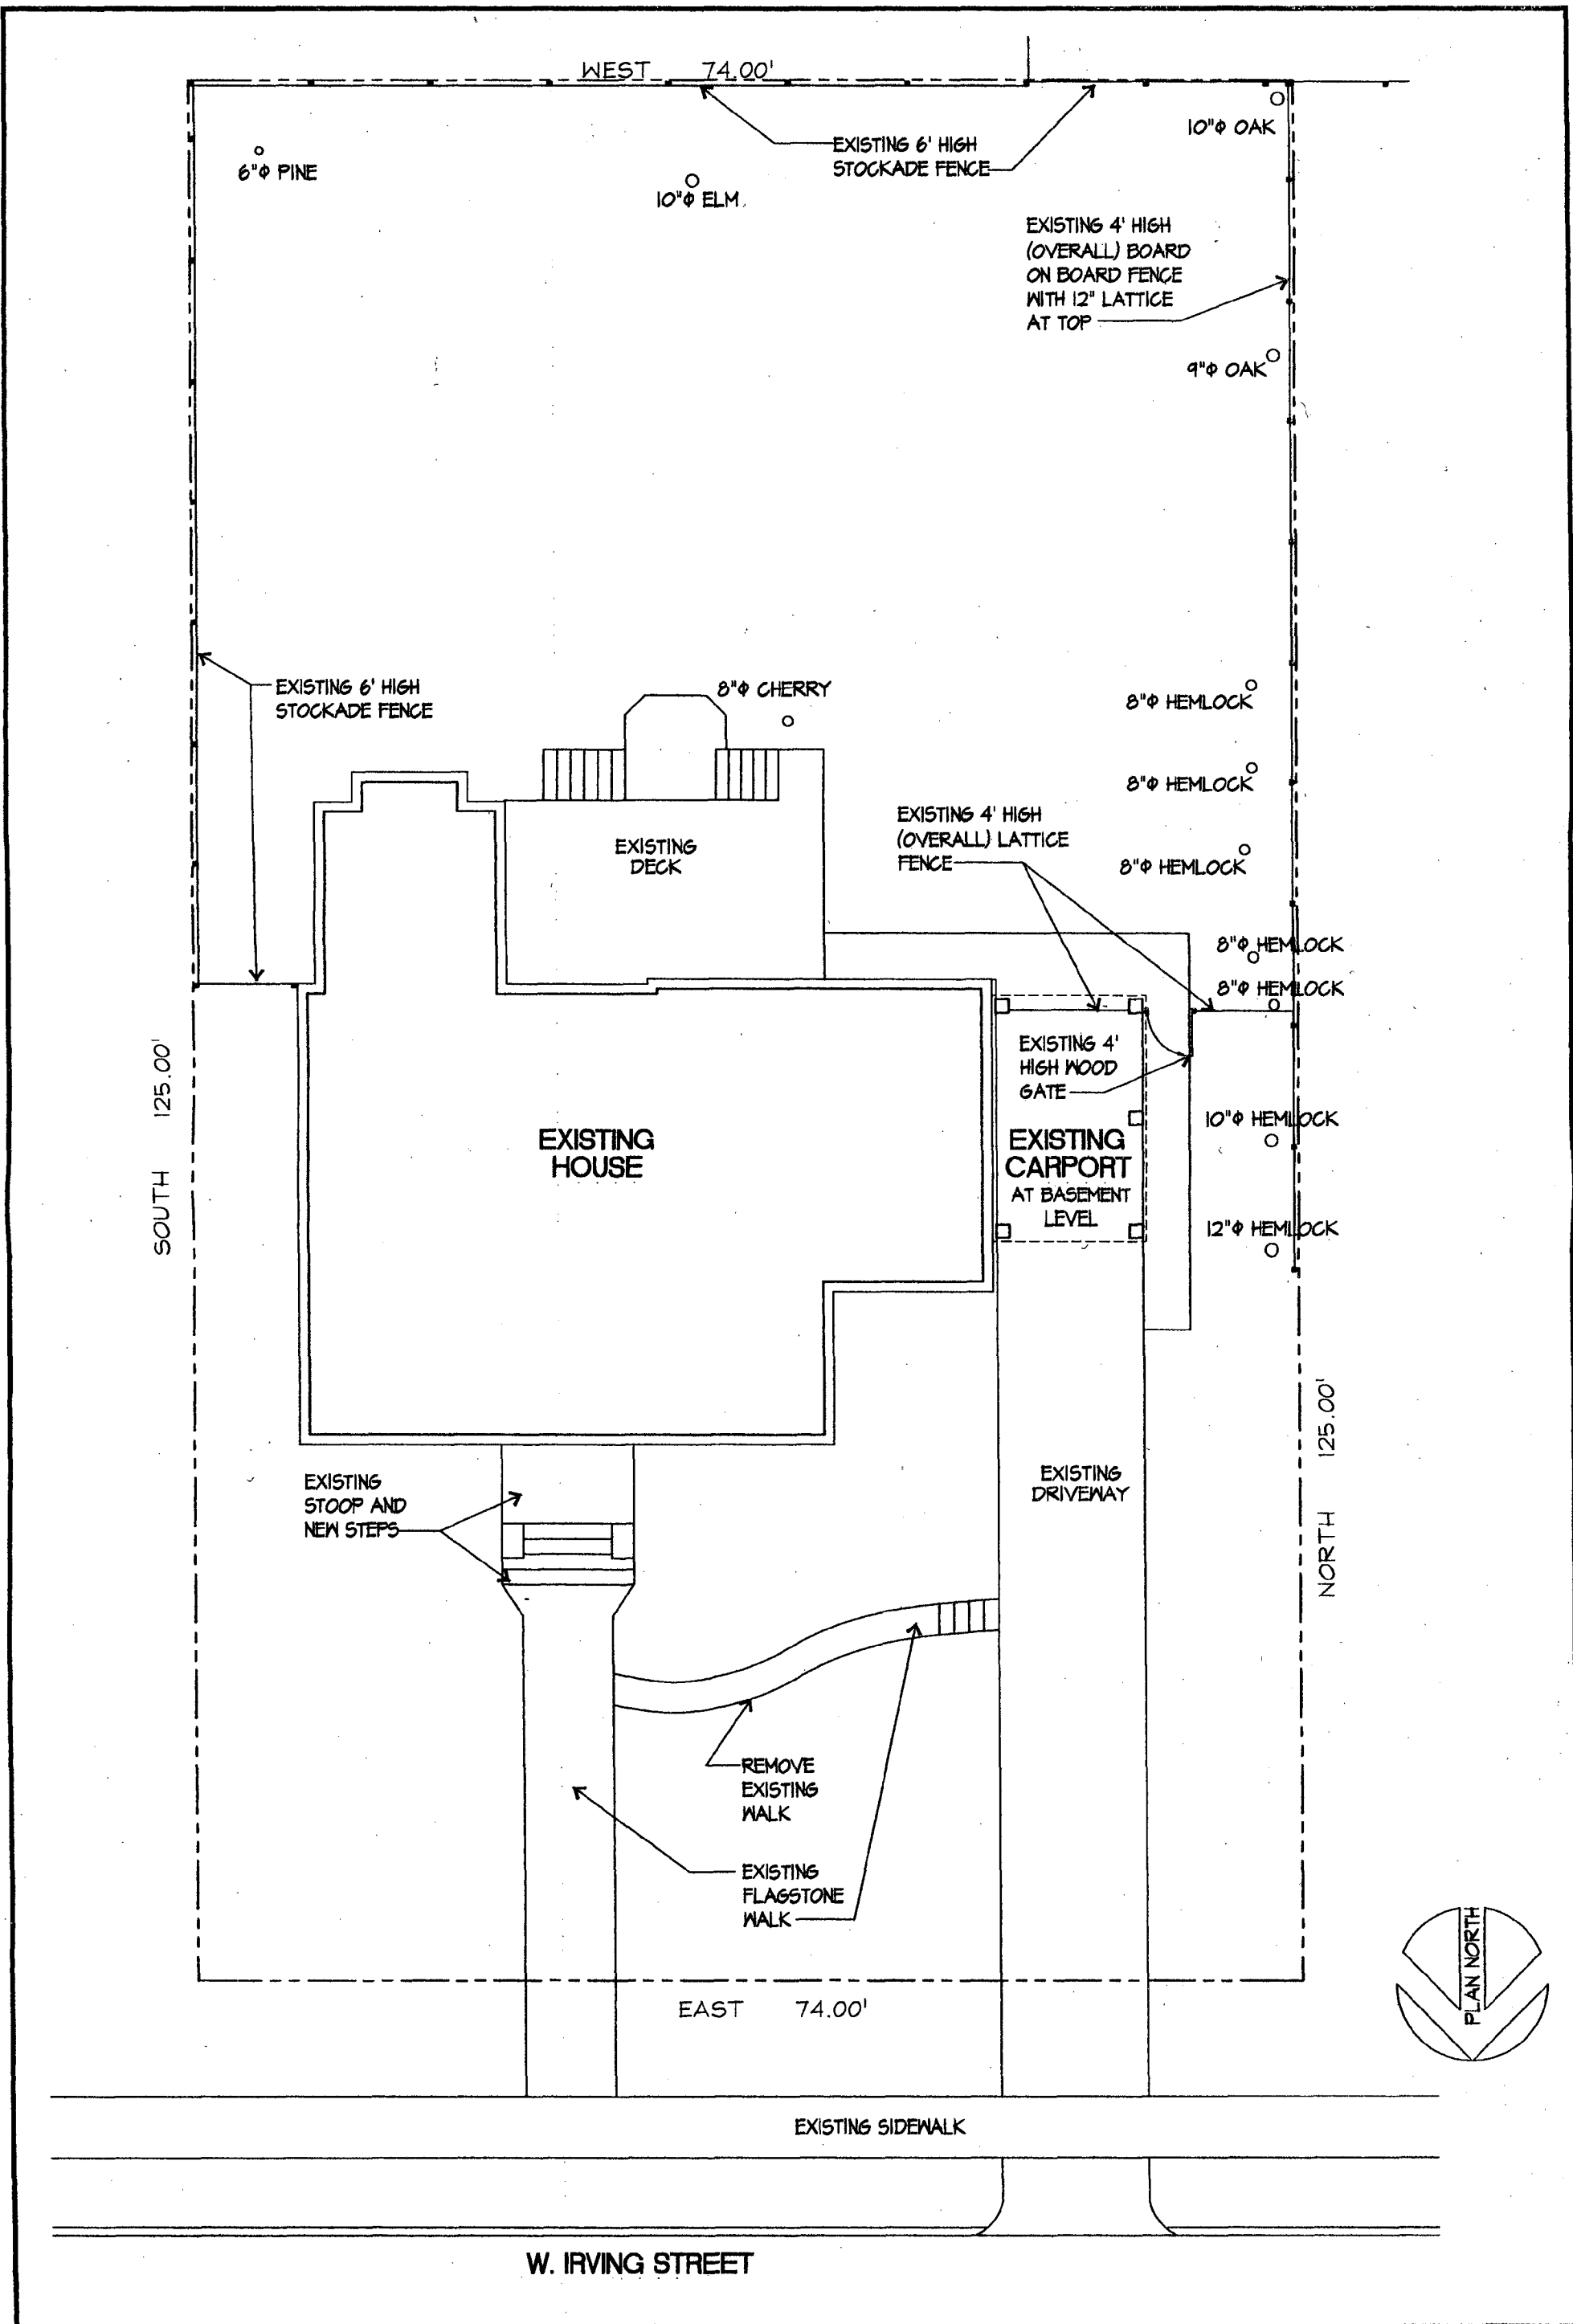 WEST 74.00'
10"Φ OAK
EXISTING 6' HIGH
STOCKADE FENCE
6"Φ PINE
10"Φ ELM
EXISTING 4' HIGH
(OVERALL) BOARD
ON BOARD FENCE
WITH 12" LATTICE
AT TOP
9"Φ OAK
EXISTING 6' HIGH
STOCKADE FENCE
8"Φ CHERRY
8"Φ HEMLOCK
8"Φ HEMLOCK
EXISTING 4' HIGH
(OVERALL) LATTICE
FENCE
EXISTING
DECK
8"Φ HEMLOCK
8"Φ HEMLOCK
8"Φ HEMLOCK
EXISTING 4'
HIGH WOOD
GATE
SOUTH 125.00'
EXISTING
HOUSE
EXISTING
CARPORT
AT BASEMENT
LEVEL
10"Φ HEMLOCK
12"Φ HEMLOCK
EXISTING
STOOP AND
NEW STEPS
EXISTING
DRIVEWAY
NORTH 125.00'
REMOVE
EXISTING
WALK
EXISTING
FLAGSTONE
WALK
PLAN NORTH
EAST 74.00'
EXISTING SIDEWALK
W. IRVING STREET